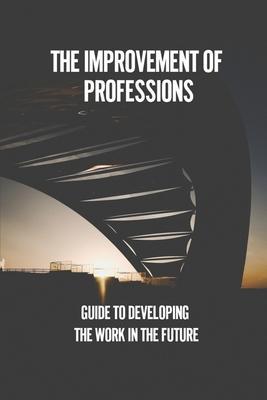 THE IMPROVEMENT OF
PROFESSIONS
GUIDE TO DEVELOPING
THE WORK IN THE FUTURE